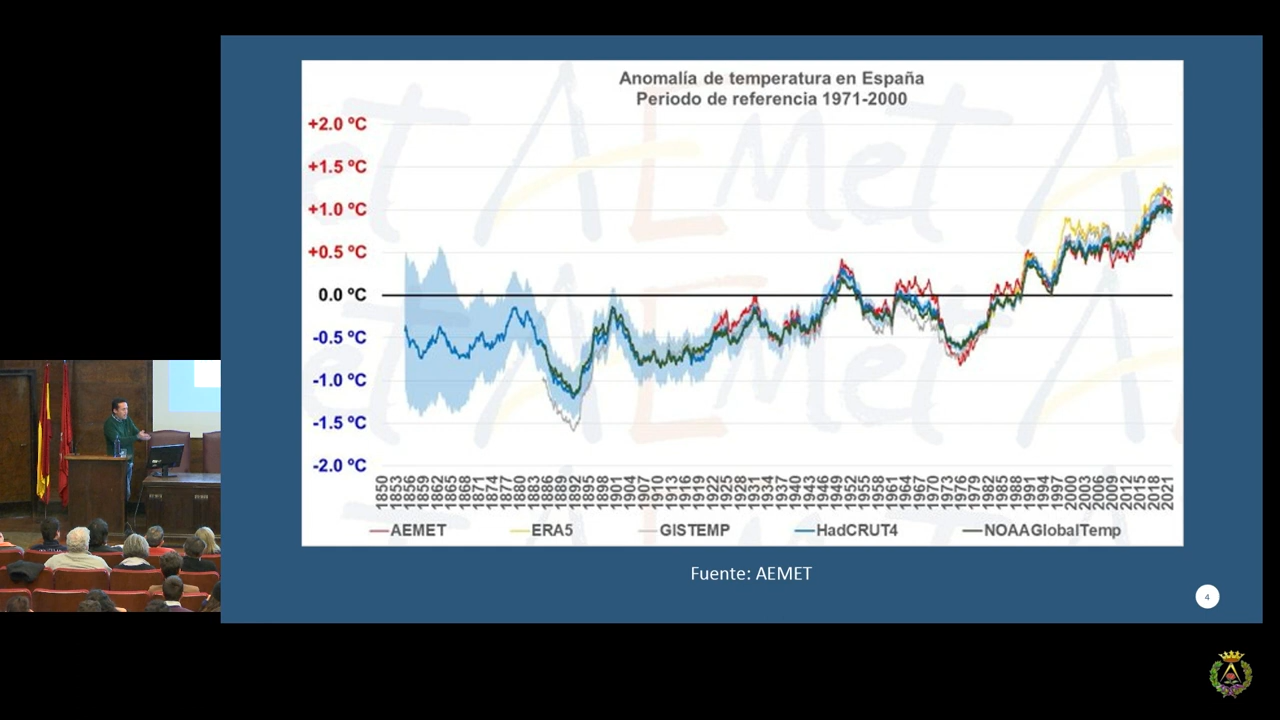 Anomalía de temperatura en España
Periodo de referencia 1971-2000
+2.0 ºC
+1.5 ºC
+1.0 ºC
+0.5 ºC
0.0 ºC
-0.5 ºC
-1.0 ºC
-1.5 ºC
-2.0 ºC
1850 1853 1856 1859 1862 1865 1868 1871 1874 1877 1880 1883 1886 1889 1892 1895 1898 1901 1904 1907 1910 1913 1916 1919 1922 1925 1928 1931 1934 1937 1940 1943 1946 1949 1952 1955 1958 1961 1964 1967 1970 1973 1976 1979 1982 1985 1988 1991 1994 1997 2000 2003 2006 2009 2012 2015 2018 2021
AEMET ERA5 GISTEMP HadCRUT4 NOAAGlobalTemp
Fuente: AEMET
4